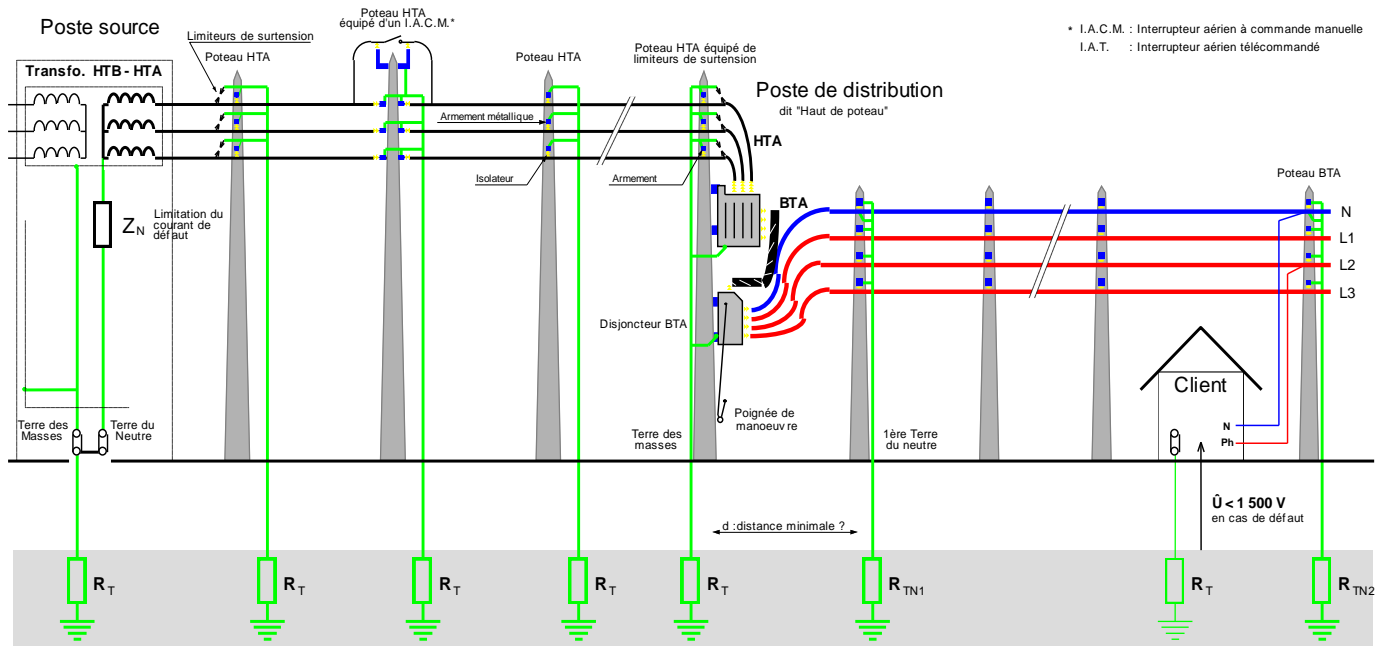 Poste source
Limiteurs de surtension
Poteau HTA
équipé d'un I.A.C.M.*
* I.A.C.M. : Interrupteur aérien à commande manuelle
I.A.T. : Interrupteur aérien télécommandé
Transfo. HTB - HTA
Poteau HTA
Poteau HTA
Poteau HTA équipé de
limiteurs de surtension
Poste de distribution
dit "Haut de poteau"
Armement métallique
HTA
Isolateur
Armement
Poteau BTA
BTA
Z N
Limitation du
courant de
défaut
N
L1
L2
L3
Disjoncteur BTA
Client
Terre des
Masses
Terre du
Neutre
Terre des
masses
Poignée de
manoeuvre
1ère Terre
du neutre
N
Ph
Û < 1 500 V
en cas de défaut
d : distance minimale ?
R T
R T
R T
R T
R T
R TN1
R T
R TN2